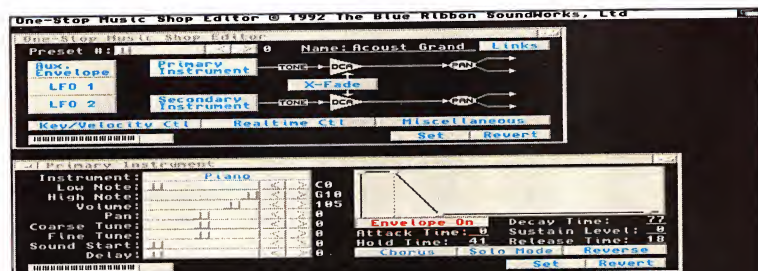 One-Stop Music Shop Editor © 1992 The Blue Ribbon SoundWorks, Ltd
One-Stop Music Shop Editor
Preset #: 0 Name: Acoust Grand Links
Aux. Envelope
Primary Instrument
TONE DCA PAN
LFO 1
X-Fade
LFO 2
Secondary Instrument
TONE DCA PAN
Key/Velocity Ctl Realtime Ctl Miscellaneous
Set Revert
Primary Instrument
Instrument: Piano
Low Note: C0
High Note: G10
Volume: 105
Pan: 0
Coarse Tune: 0
Fine Tune: 0
Sound Start: 0
Delay: 0
Envelope On Decay Time: 77
Attack Time: 0 Sustain Level: 0
Hold Time: 41 Release Time: 18
Chorus Solo Mode Reverse
Set Revert